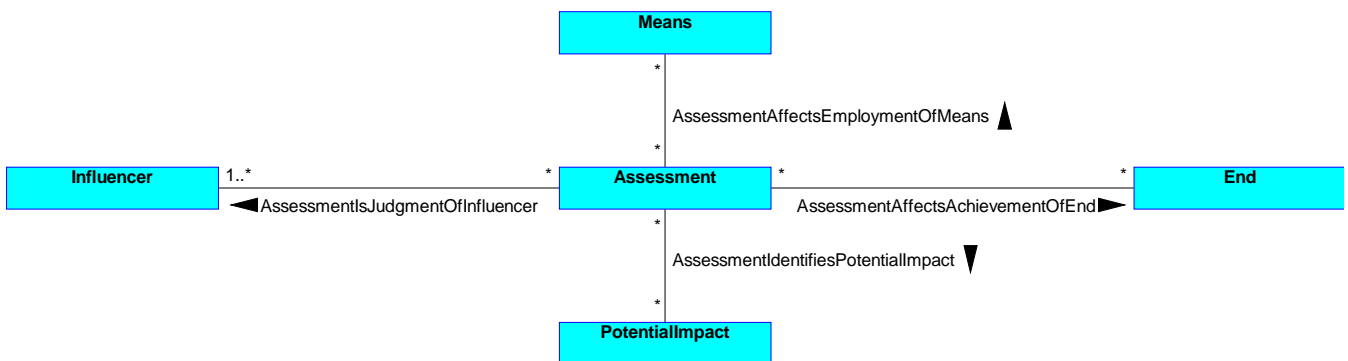 Means
*
AssessmentAffectsEmploymentOfMeans
*
Influencer 1..* * Assessment * * End
AssessmentIsJudgmentOfInfluencer AssessmentAffectsAchievementOfEnd
*
AssessmentIdentifiesPotentialImpact
*
PotentialImpact